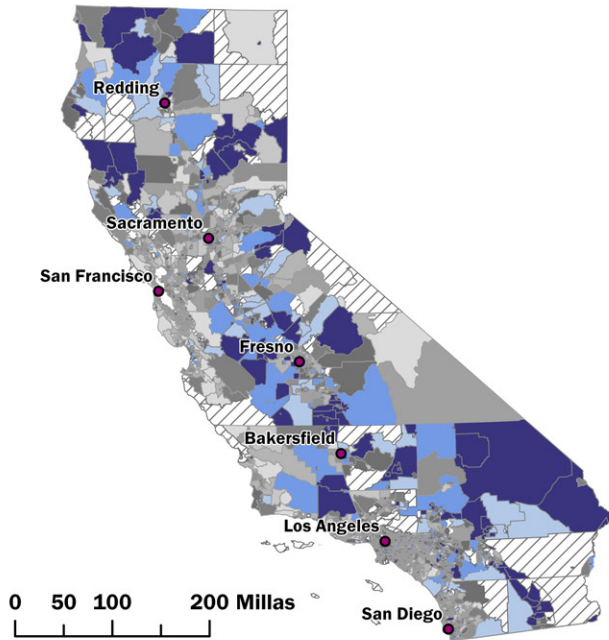 Redding
Sacramento
San Francisco
Fresno
Bakersfield
Los Angeles
San Diego
0 50 100 200 Millas